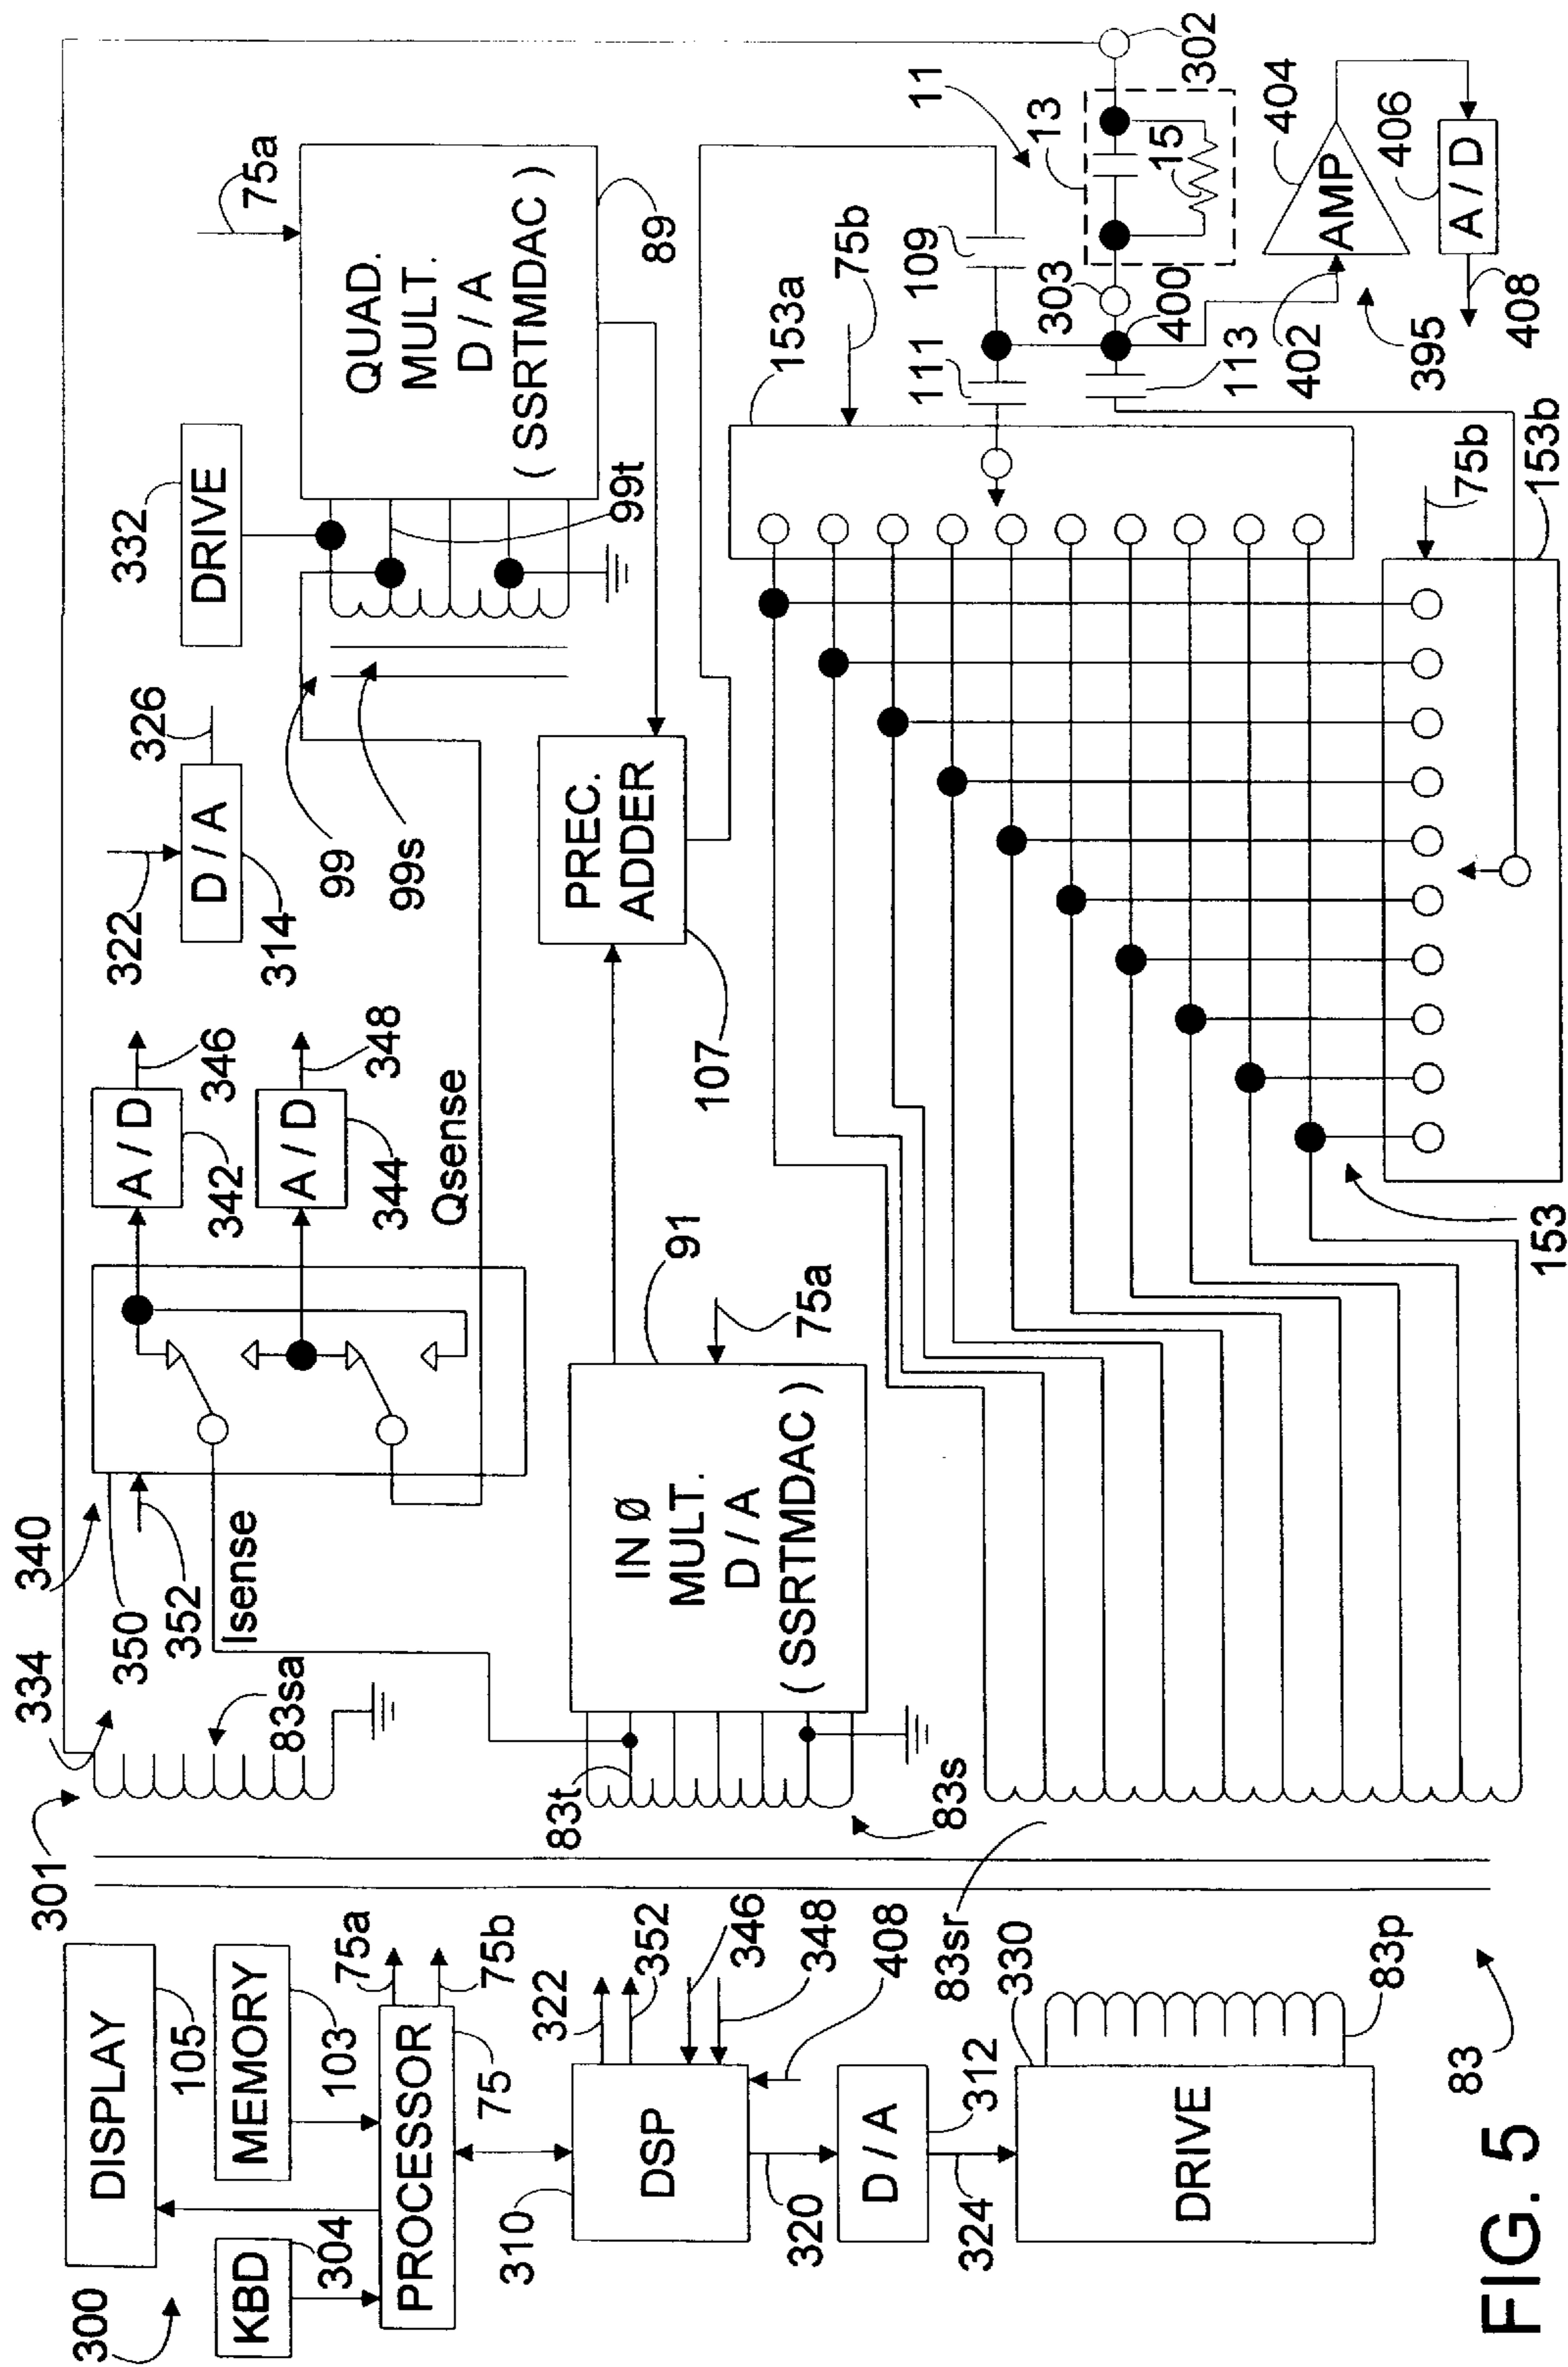 300
DISPLAY
105
KBD
304
MEMORY
103
PROCESSOR
75
75a
75b
310
DSP
322
352
346
348
408
320
D / A
312
324
DRIVE
330
83p
83
83sr
301
334
83sa
340
350
352
Isense
A / D
342
346
A / D
344
348
Qsense
322
D / A
314
326
DRIVE
332
99
99s
99t
75a
QUAD.
MULT.
D / A
( SSRTMDAC )
89
83t
83s
IN Ø
MULT.
D / A
( SSRTMDAC )
91
75a
PREC.
ADDER
107
153a
75b
111
109
11
13
15
302
302
303
400
113
402
395
AMP
404
A / D
406
408
75b
153b
153
FIG. 5